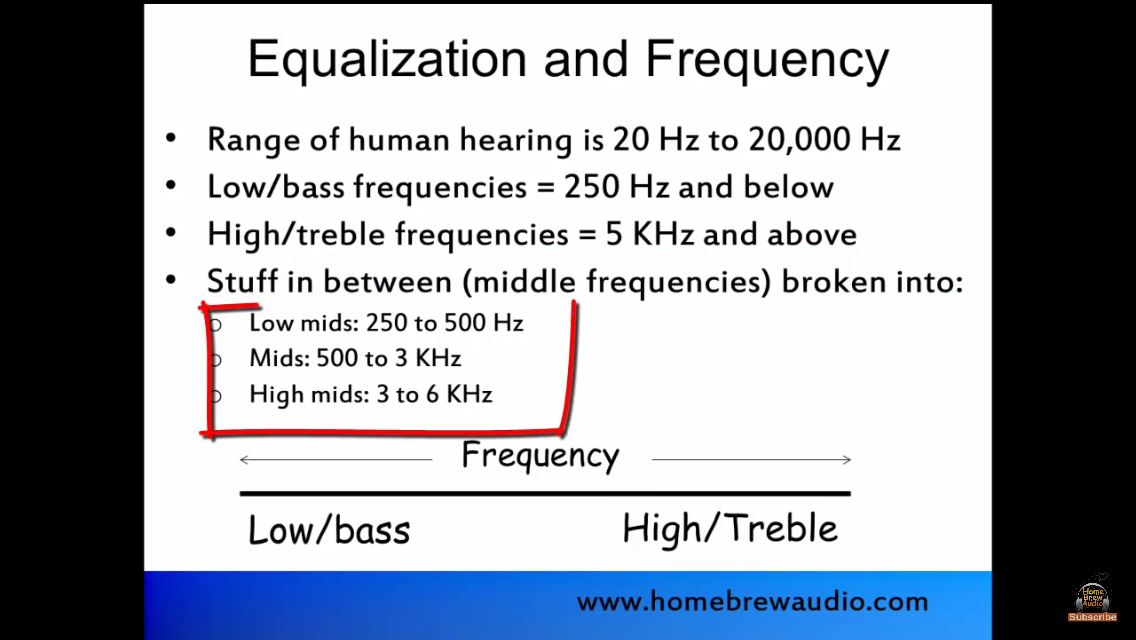 Equalization and Frequency
• Range of human hearing is 20 Hz to 20,000 Hz
• Low/bass frequencies = 250 Hz and below
• High/treble frequencies = 5 KHz and above
• Stuff in between (middle frequencies) broken into:
○ Low mids: 250 to 500 Hz
○ Mids: 500 to 3 KHz
○ High mids: 3 to 6 KHz
Frequency
Low/bass High/Treble
www.homebrewaudio.com
Home
Brew
Audio
Subscribe